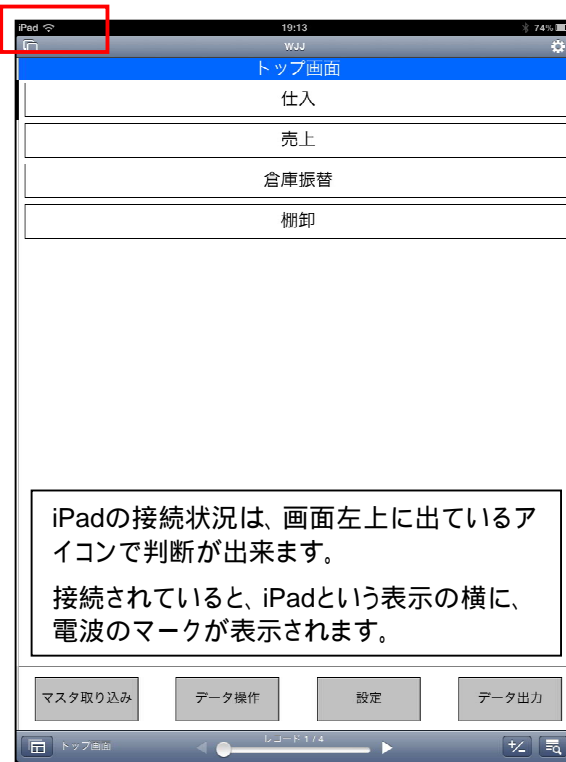 iPad 19:13 74%
WJJ
トップ画面
仕入
売上
倉庫振替
棚卸
iPadの接続状況は、画面左上に出ているア
イコンで判断が出来ます。
接続されていると、iPadという表示の横に、
電波のマークが表示されます。
マスタ取り込み データ操作 設定 データ出力
トップ画面 レコード 1 / 4